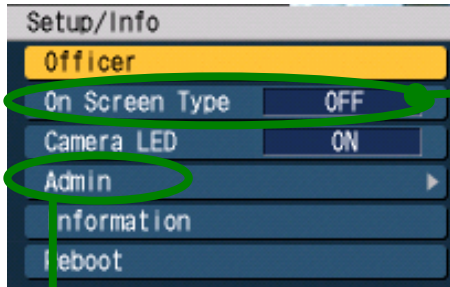 Setup/Info
Officer
On Screen Type OFF
Camera LED ON
Admin
Information
Reboot